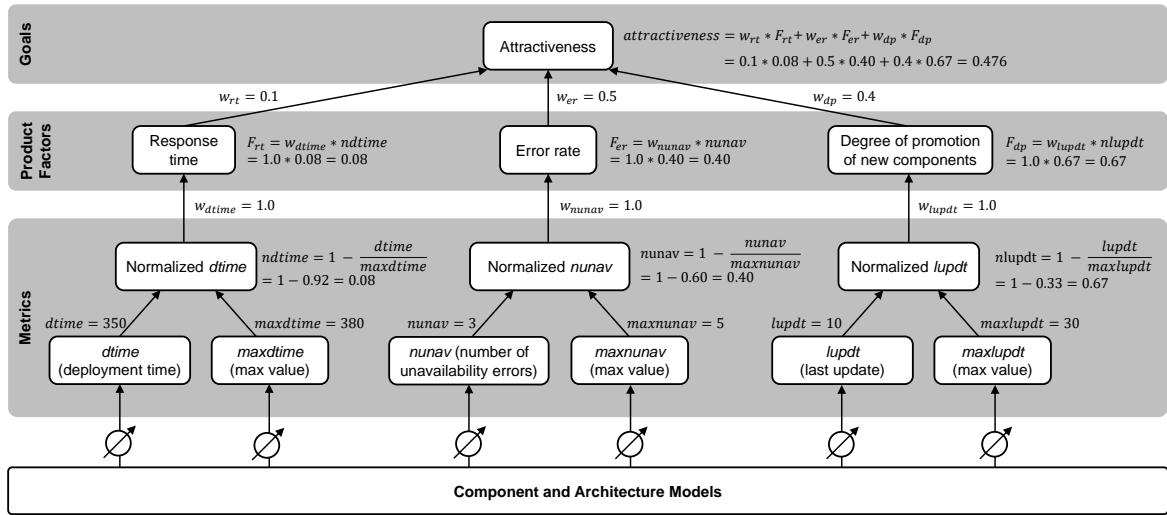 Goals
Attractiveness
attractiveness = w_rt * F_rt + w_er * F_er + w_dp * F_dp
= 0.1 * 0.08 + 0.5 * 0.40 + 0.4 * 0.67 = 0.476
w_rt = 0.1
w_er = 0.5
w_dp = 0.4
Product
Factors
Response
time
F_rt = w_dtime * ndtime
= 1.0 * 0.08 = 0.08
Error rate
F_er = w_nunav * nunav
= 1.0 * 0.40 = 0.40
Degree of promotion
of new components
F_dp = w_lupdt * nlupdt
= 1.0 * 0.67 = 0.67
w_dtime = 1.0
w_nunav = 1.0
w_lupdt = 1.0
Metrics
Normalized dtime
ndtime = 1 − dtime / maxdtime
= 1 − 0.92 = 0.08
Normalized nunav
nunav = 1 − nunav / maxnunav
= 1 − 0.60 = 0.40
Normalized lupdt
nlupdt = 1 − lupdt / maxlupdt
= 1 − 0.33 = 0.67
dtime = 350
maxdtime = 380
nunav = 3
maxnunav = 5
lupdt = 10
maxlupdt = 30
dtime
(deployment time)
maxdtime
(max value)
nunav (number of
unavailability errors)
maxnunav
(max value)
lupdt
(last update)
maxlupdt
(max value)
Component and Architecture Models